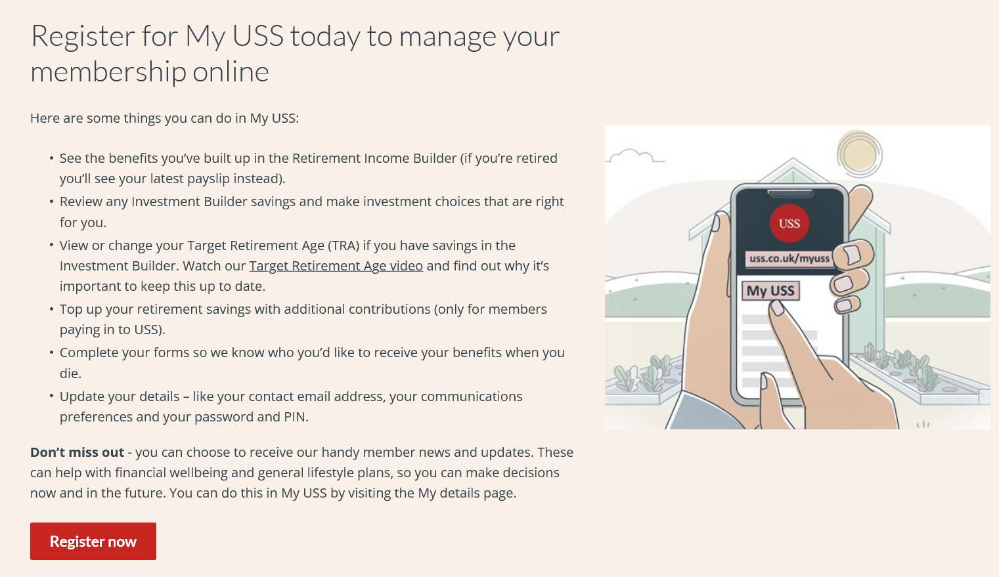 Register for My USS today to manage your
membership online
Here are some things you can do in My USS:
• See the benefits you’ve built up in the Retirement Income Builder (if you’re retired
you’ll see your latest payslip instead).
• Review any Investment Builder savings and make investment choices that are right
for you.
• View or change your Target Retirement Age (TRA) if you have savings in the
Investment Builder. Watch our Target Retirement Age video and find out why it’s
important to keep this up to date.
• Top up your retirement savings with additional contributions (only for members
paying in to USS).
• Complete your forms so we know who you’d like to receive your benefits when you
die.
• Update your details – like your contact email address, your communications
preferences and your password and PIN.
Don’t miss out - you can choose to receive our handy member news and updates. These
can help with financial wellbeing and general lifestyle plans, so you can make decisions
now and in the future. You can do this in My USS by visiting the My details page.
Register now
USS
uss.co.uk/myuss
My USS